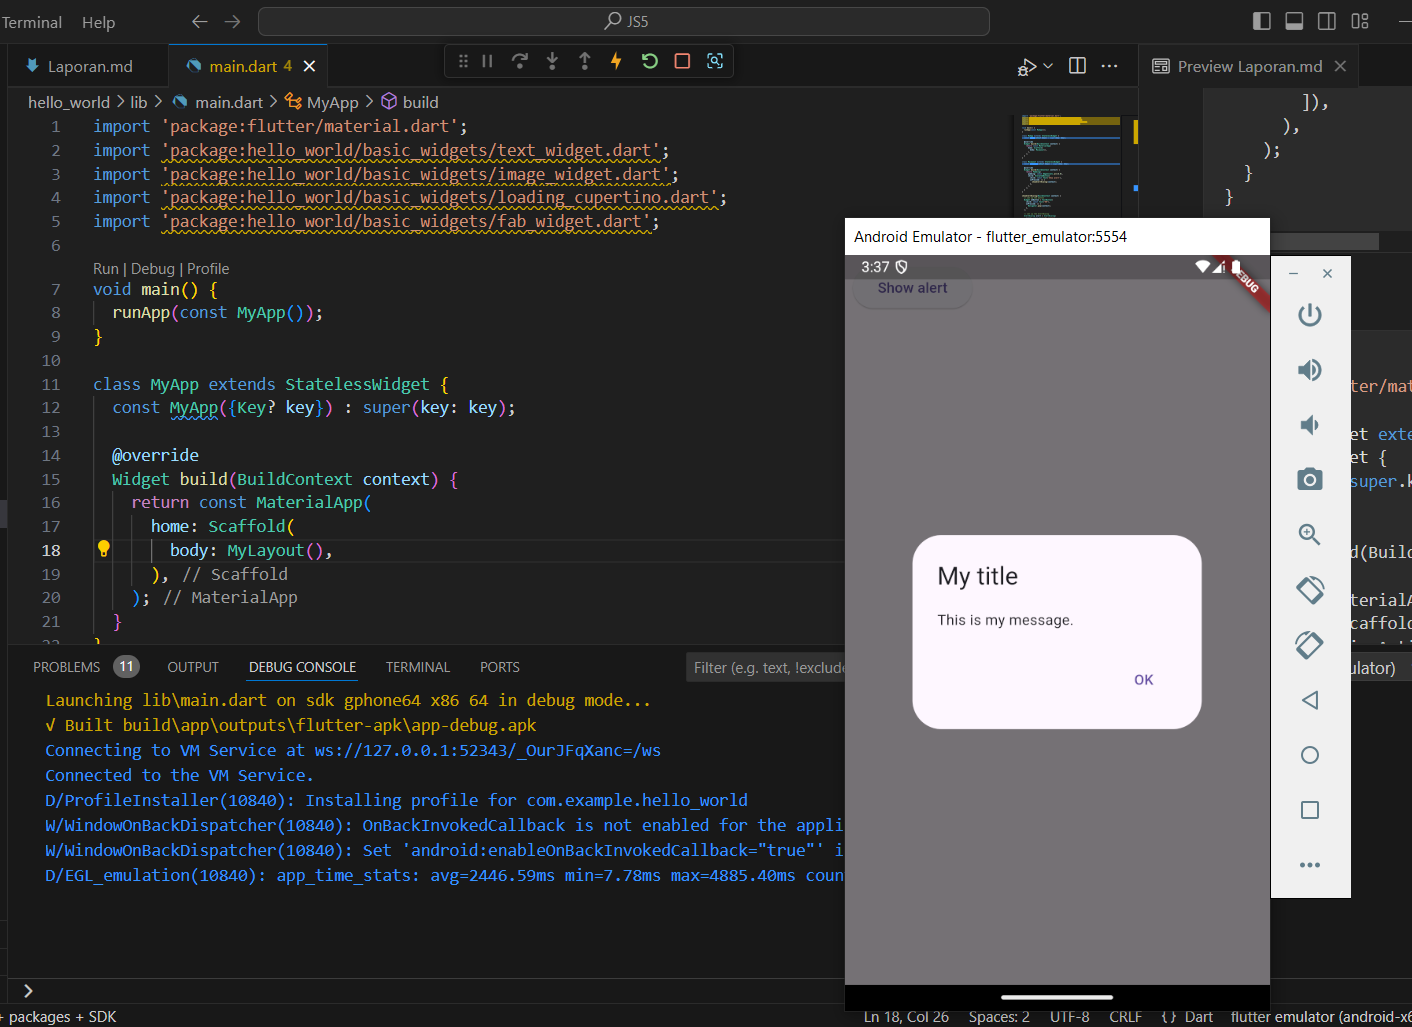 Terminal Help JS5
Laporan.md main.dart 4 Preview Laporan.md
hello_world > lib > main.dart > MyApp > build
1 import 'package:flutter/material.dart';
2 import 'package:hello_world/basic_widgets/text_widget.dart';
3 import 'package:hello_world/basic_widgets/image_widget.dart';
4 import 'package:hello_world/basic_widgets/loading_cupertino.dart';
5 import 'package:hello_world/basic_widgets/fab_widget.dart';
6
Run | Debug | Profile
7 void main() {
8 runApp(const MyApp());
9 }
10
11 class MyApp extends StatelessWidget {
12 const MyApp({Key? key}) : super(key: key);
13
14 @override
15 Widget build(BuildContext context) {
16 return const MaterialApp(
17 home: Scaffold(
18 body: MyLayout(),
19 ), // Scaffold
20 ); // MaterialApp
21 }
]),
),
);
}
}
Android Emulator - flutter_emulator:5554
3:37
DEBUG
Show alert
My title
This is my message.
OK
ter/mat
et exte
et {
super.k
d(Buil
terialA
caffold
ulator)
PROBLEMS 11 OUTPUT DEBUG CONSOLE TERMINAL PORTS Filter (e.g. text, !exclude
Launching lib\main.dart on sdk gphone64 x86 64 in debug mode...
√ Built build\app\outputs\flutter-apk\app-debug.apk
Connecting to VM Service at ws://127.0.0.1:52343/_OurJFqXanc=/ws
Connected to the VM Service.
D/ProfileInstaller(10840): Installing profile for com.example.hello_world
W/WindowOnBackDispatcher(10840): OnBackInvokedCallback is not enabled for the appli
W/WindowOnBackDispatcher(10840): Set 'android:enableOnBackInvokedCallback="true"' i
D/EGL_emulation(10840): app_time_stats: avg=2446.59ms min=7.78ms max=4885.40ms coun
+ packages + SDK Ln 18, Col 26 Spaces: 2 UTF-8 CRLF {} Dart flutter emulator (android-x6